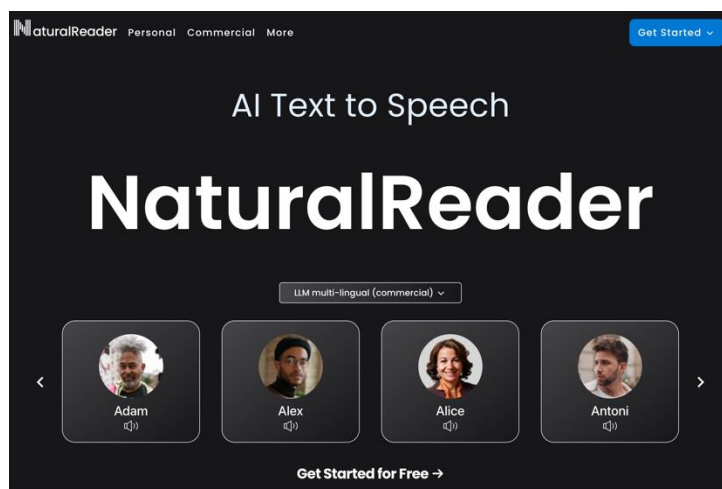 NaturalReader Personal Commercial More Get Started
AI Text to Speech
NaturalReader
LLM multi-lingual (commercial)
Adam Alex Alice Antoni
Get Started for Free →